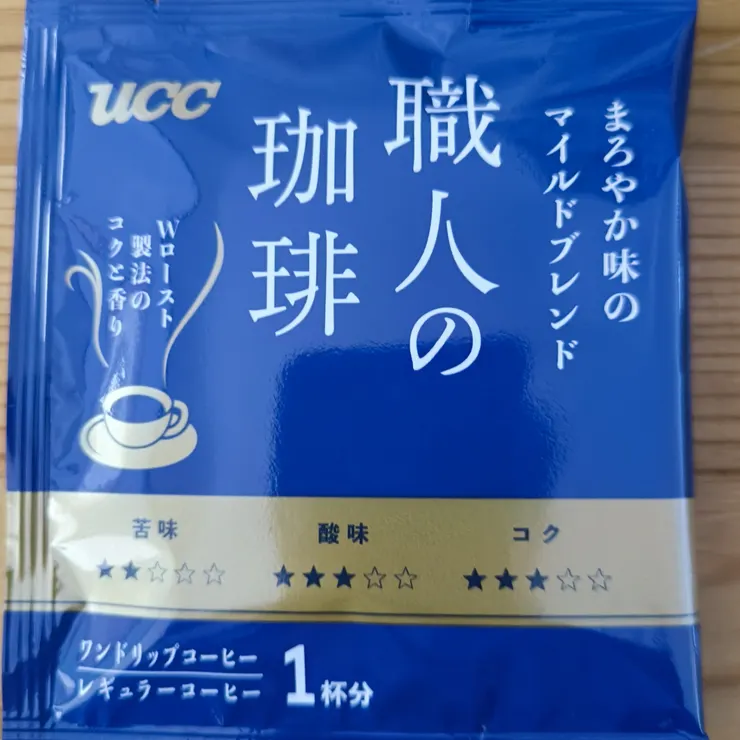 UCC
まろやか味の
マイルドブレンド
職人の
珈琲
Wロースト
製法の
コクと香り
苦味
★★☆☆☆
酸味
★★★☆☆
コク
★★★☆☆
ワンドリップコーヒー
レギュラーコーヒー
1杯分